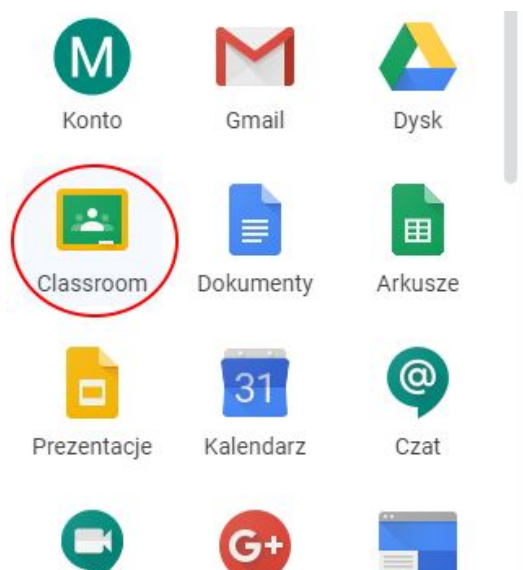 M
Konto Gmail Dysk
Classroom Dokumenty Arkusze
31 @
Prezentacje Kalendarz Czat
G+